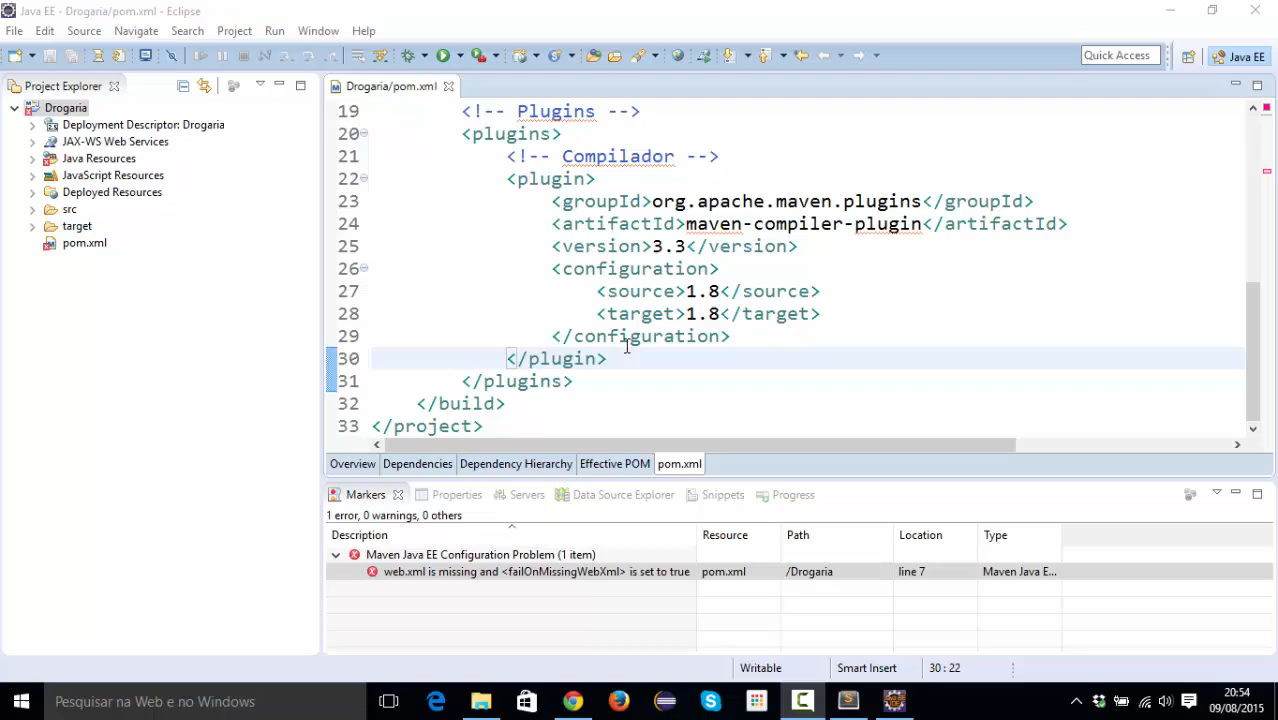 Java EE - Drogaria/pom.xml - Eclipse
File Edit Source Navigate Search Project Run Window Help
Quick Access Java EE
Project Explorer
Drogaria
Deployment Descriptor: Drogaria
JAX-WS Web Services
Java Resources
JavaScript Resources
Deployed Resources
src
target
pom.xml
Drogaria/pom.xml
19 <!-- Plugins -->
20 <plugins>
21 <!-- Compilador -->
22 <plugin>
23 <groupId>org.apache.maven.plugins</groupId>
24 <artifactId>maven-compiler-plugin</artifactId>
25 <version>3.3</version>
26 <configuration>
27 <source>1.8</source>
28 <target>1.8</target>
29 </configuration>
30 </plugin>
31 </plugins>
32 </build>
33 </project>
Overview Dependencies Dependency Hierarchy Effective POM pom.xml
Markers Properties Servers Data Source Explorer Snippets Progress
1 error, 0 warnings, 0 others
Description Resource Path Location Type
Maven Java EE Configuration Problem (1 item)
web.xml is missing and <failOnMissingWebXml> is set to true pom.xml /Drogaria line 7 Maven Java E...
Writable Smart Insert 30 : 22
Pesquisar na Web e no Windows
20:54
09/08/2015